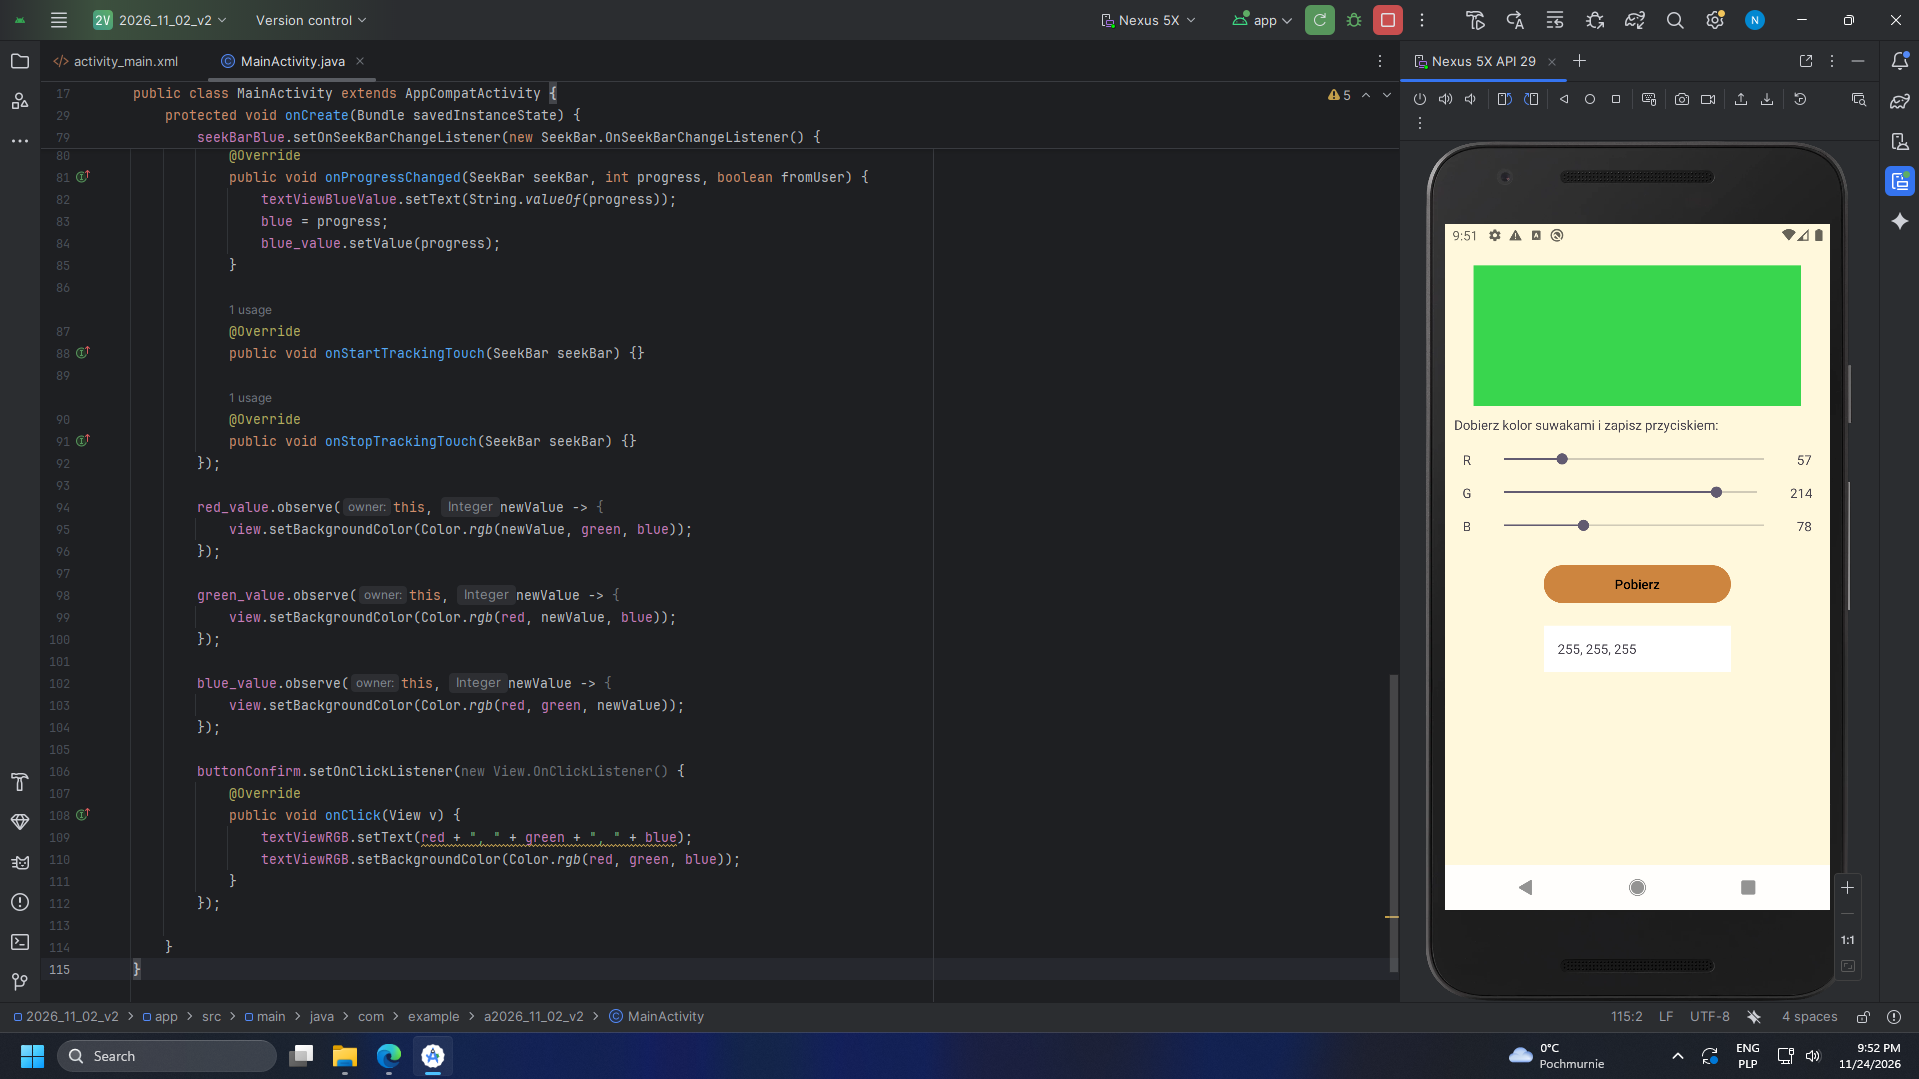 2V 2026_11_02_v2 Version control Nexus 5X app N
activity_main.xml MainActivity.java Nexus 5X API 29
17 public class MainActivity extends AppCompatActivity {
5
29 protected void onCreate(Bundle savedInstanceState) {
79 seekBarBlue.setOnSeekBarChangeListener(new SeekBar.OnSeekBarChangeListener() {
80 @Override
81 public void onProgressChanged(SeekBar seekBar, int progress, boolean fromUser) {
82 textViewBlueValue.setText(String.valueOf(progress));
83 blue = progress;
84 blue_value.setValue(progress);
85 }
86
1 usage
87 @Override
88 public void onStartTrackingTouch(SeekBar seekBar) {}
89
1 usage
90 @Override
91 public void onStopTrackingTouch(SeekBar seekBar) {}
92 });
93
94 red_value.observe( owner: this, Integer newValue -> {
95 view.setBackgroundColor(Color.rgb(newValue, green, blue));
96 });
97
98 green_value.observe( owner: this, Integer newValue -> {
99 view.setBackgroundColor(Color.rgb(red, newValue, blue));
100 });
101
102 blue_value.observe( owner: this, Integer newValue -> {
103 view.setBackgroundColor(Color.rgb(red, green, newValue));
104 });
105
106 buttonConfirm.setOnClickListener(new View.OnClickListener() {
107 @Override
108 public void onClick(View v) {
109 textViewRGB.setText(red + ", " + green + ", " + blue);
110 textViewRGB.setBackgroundColor(Color.rgb(red, green, blue));
111 }
112 });
113
114 }
115 }
9:51
Dobierz kolor suwakami i zapisz przyciskiem:
R 57
G 214
B 78
Pobierz
255, 255, 255
1:1
2026_11_02_v2 > app > src > main > java > com > example > a2026_11_02_v2 > MainActivity
115:2 LF UTF-8 4 spaces
Search
0°C
Pochmurnie
ENG
PLP
9:52 PM
11/24/2026